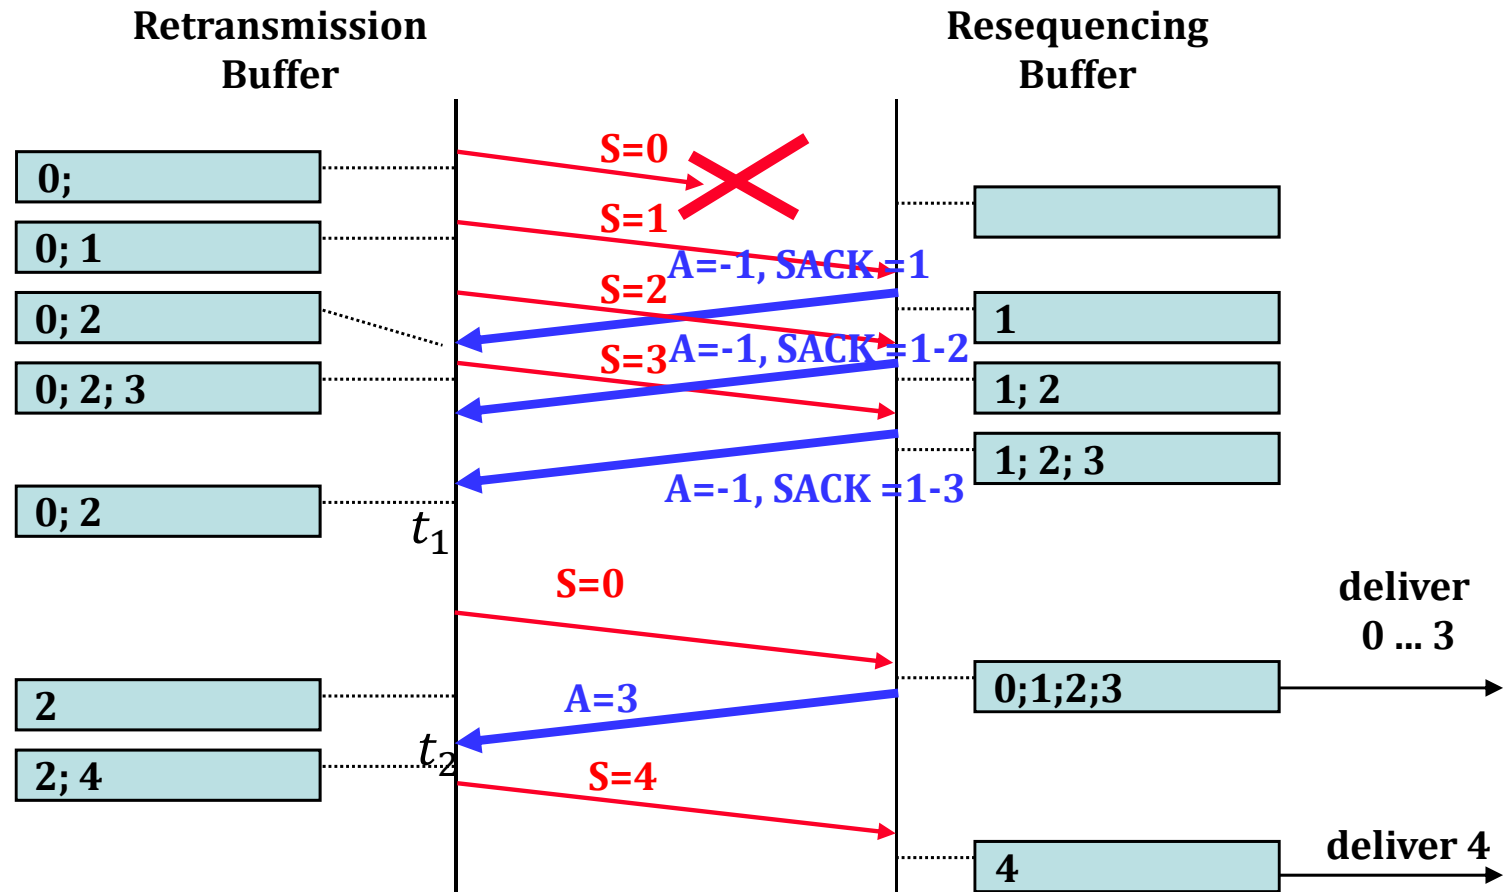 Retransmission
Buffer
Resequencing
Buffer
S=0
0;
S=1
0; 1
A=-1, SACK =1
S=2
0; 2
1
A=-1, SACK =1-2
S=3
0; 2; 3
1; 2
1; 2; 3
A=-1, SACK =1-3
0; 2
t1
S=0
deliver
0 ... 3
0;1;2;3
A=3
2
t2
S=4
2; 4
deliver 4
4